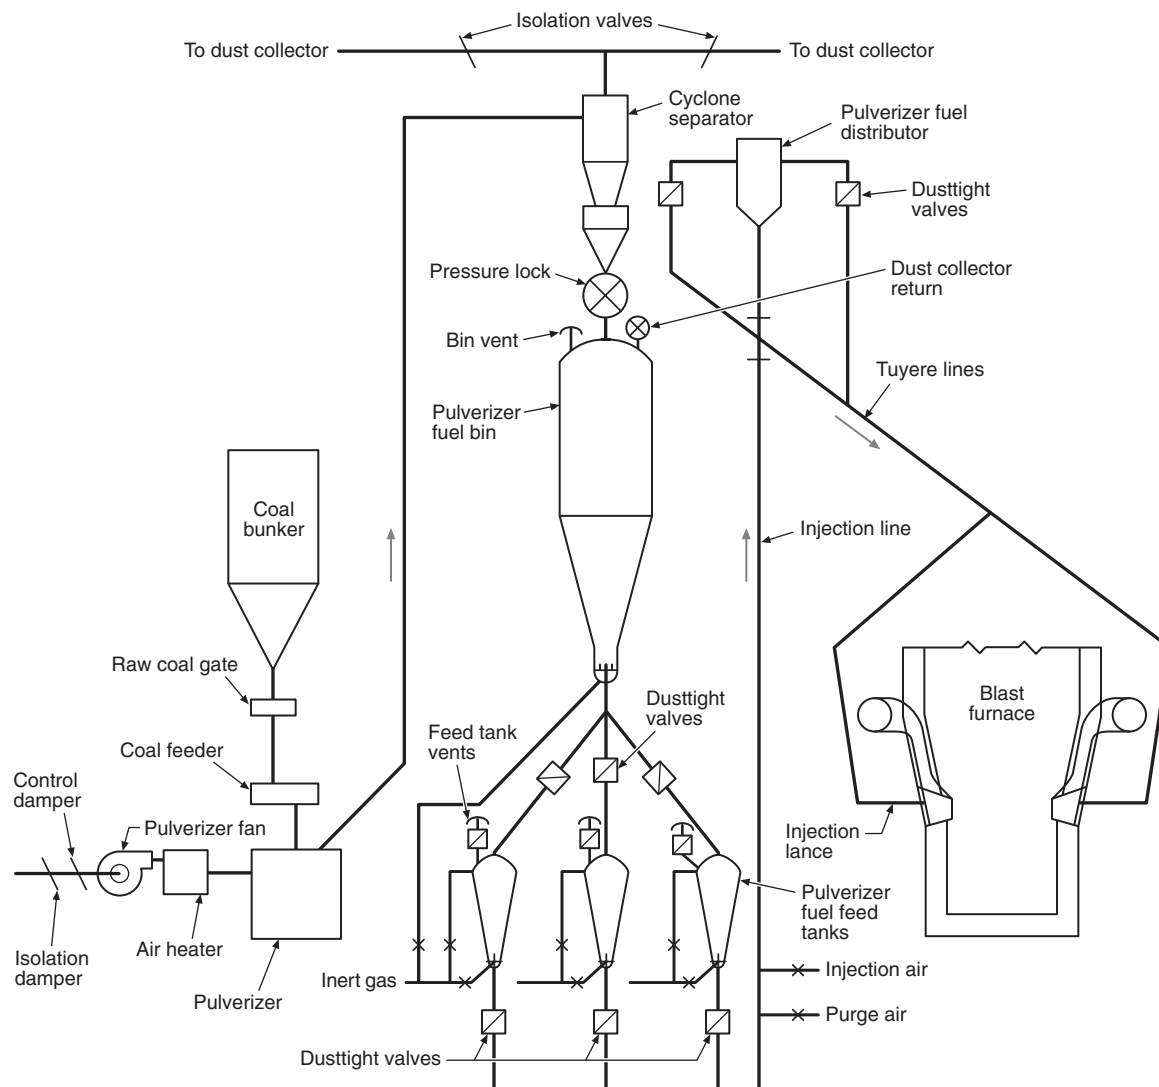 Isolation valves
To dust collector
To dust collector
Cyclone
separator
Pulverizer fuel
distributor
Dusttight
valves
Pressure lock
Dust collector
return
Bin vent
Tuyere lines
Pulverizer
fuel bin
Coal
bunker
Injection line
Raw coal gate
Dusttight
valves
Blast
furnace
Feed tank
vents
Coal feeder
Control
damper
Pulverizer fan
Injection
lance
Pulverizer
fuel feed
tanks
Air heater
Isolation
damper
Inert gas
Injection air
Pulverizer
Purge air
Dusttight valves